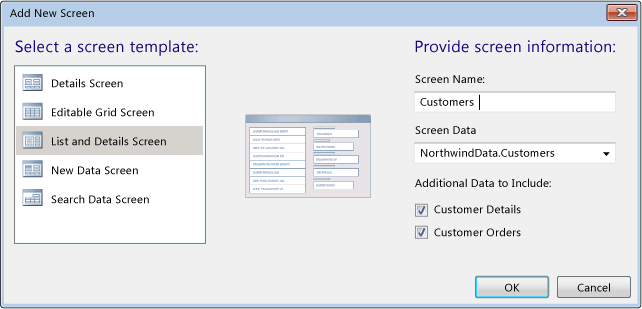 Add New Screen
Select a screen template:
Details Screen
Editable Grid Screen
List and Details Screen
New Data Screen
Search Data Screen
Provide screen information:
Screen Name:
Customers
Screen Data
NorthwindData.Customers
Additional Data to Include:
Customer Details
Customer Orders
OK
Cancel